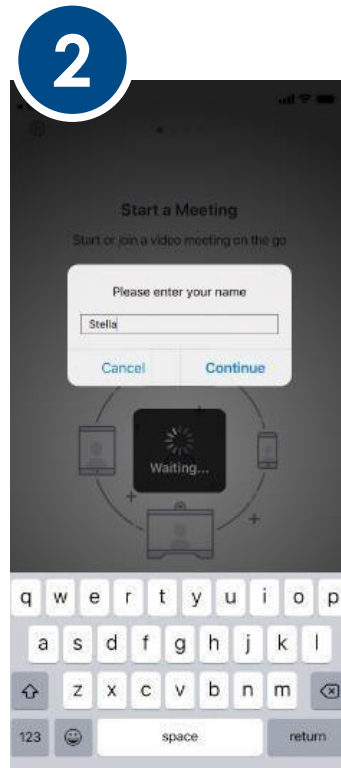 2
Start a Meeting
Start or join a video meeting on the go
Please enter your name
Stella
Cancel Continue
Waiting...
q w e r t y u i o p
a s d f g h j k l
z x c v b n m
123 space return